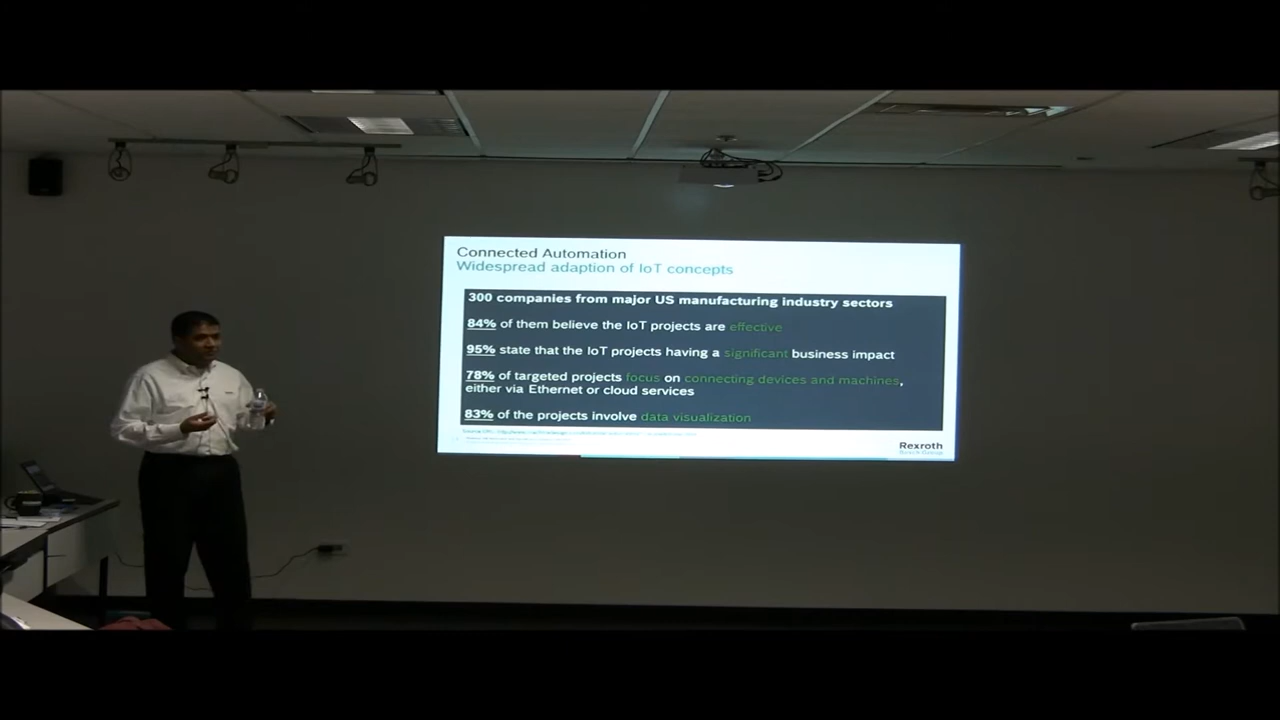 Connected Automation
Widespread adaption of IoT concepts
300 companies from major US manufacturing industry sectors
84% of them believe the IoT projects are effective
95% state that the IoT projects having a significant business impact
78% of targeted projects focus on connecting devices and machines,
either via Ethernet or cloud services
83% of the projects involve data visualization
Rexroth
Bosch Group